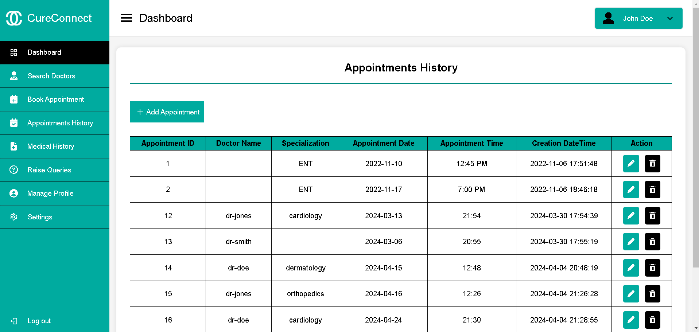 CureConnect
Dashboard
John Doe
Dashboard
Search Doctors
Book Appointment
Appointments History
Medical History
Raise Queries
Manage Profile
Settings
Log out
Appointments History
+ Add Appointment
Appointment ID Doctor Name Specialization Appointment Date Appointment Time Creation DateTime Action
1 ENT 2022-11-10 12:45 PM 2022-11-06 17:51:48
2 ENT 2022-11-17 7:00 PM 2022-11-06 18:46:18
12 dr-jones cardiology 2024-03-13 21:54 2024-03-30 17:54:39
13 dr-smith 2024-03-06 20:55 2024-03-30 17:55:19
14 dr-doe dermatology 2024-04-15 12:48 2024-04-04 20:48:19
15 dr-jones orthopedics 2024-04-16 12:26 2024-04-04 21:26:28
16 dr-doe cardiology 2024-04-24 21:30 2024-04-04 21:28:55